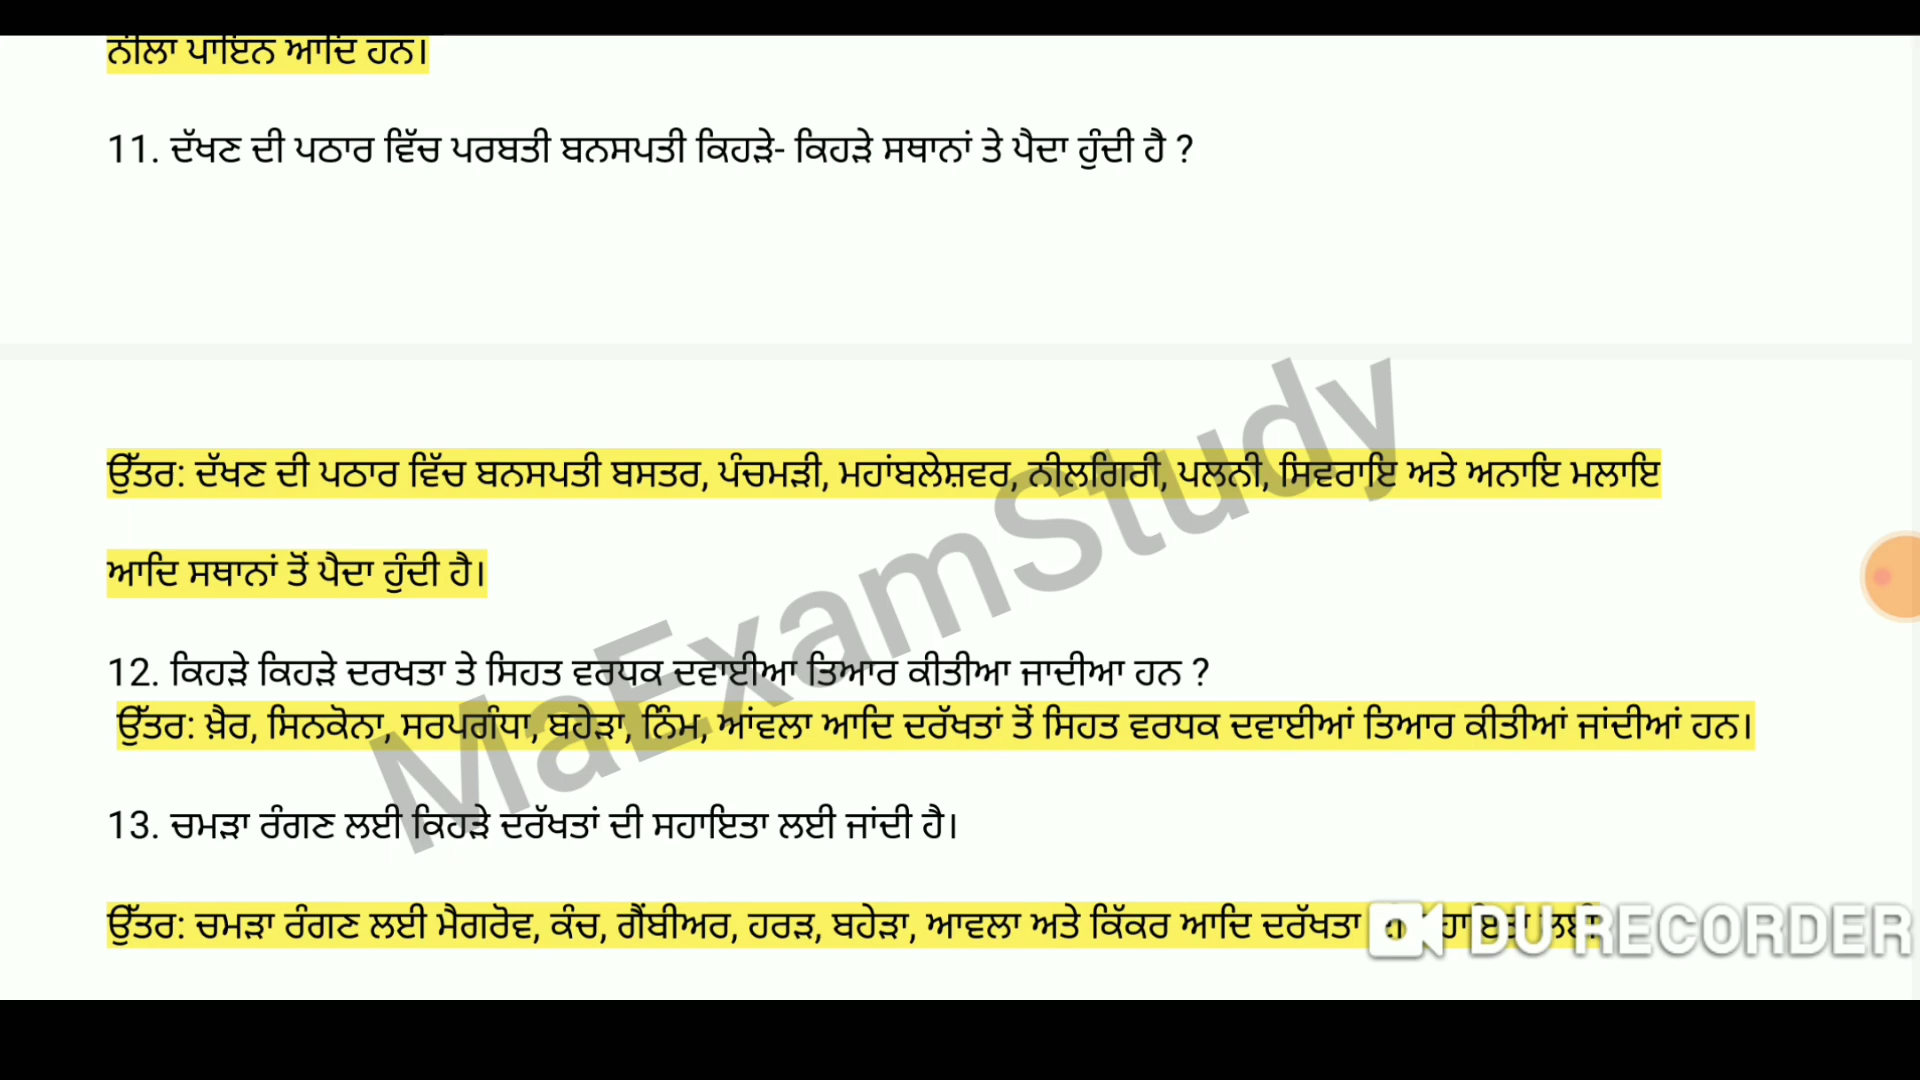 ਨੀਲਾ ਪਾਇਨ ਆਦਿ ਹਨ।
11. ਦੱਖਣ ਦੀ ਪਠਾਰ ਵਿੱਚ ਪਰਬਤੀ ਬਨਸਪਤੀ ਕਿਹੜੇ- ਕਿਹੜੇ ਸਥਾਨਾਂ ਤੇ ਪੈਦਾ ਹੁੰਦੀ ਹੈ ?
ਉੱਤਰ: ਦੱਖਣ ਦੀ ਪਠਾਰ ਵਿੱਚ ਬਨਸਪਤੀ ਬਸਤਰ, ਪੰਚਮੜੀ, ਮਹਾਂਬਲੇਸ਼ਵਰ, ਨੀਲਗਿਰੀ, ਪਲਨੀ, ਸਿਵਰਾਇ ਅਤੇ ਅਨਾਇ ਮਲਾਇ
ਆਦਿ ਸਥਾਨਾਂ ਤੋਂ ਪੈਦਾ ਹੁੰਦੀ ਹੈ।
12. ਕਿਹੜੇ ਕਿਹੜੇ ਦਰਖਤਾ ਤੇ ਸਿਹਤ ਵਰਧਕ ਦਵਾਈਆ ਤਿਆਰ ਕੀਤੀਆ ਜਾਦੀਆ ਹਨ ?
ਉੱਤਰ: ਖ਼ੈਰ, ਸਿਨਕੋਨਾ, ਸਰਪਗੰਧਾ, ਬਹੇੜਾ, ਨਿੰਮ, ਆਂਵਲਾ ਆਦਿ ਦਰੱਖਤਾਂ ਤੋਂ ਸਿਹਤ ਵਰਧਕ ਦਵਾਈਆਂ ਤਿਆਰ ਕੀਤੀਆਂ ਜਾਂਦੀਆਂ ਹਨ।
13. ਚਮੜਾ ਰੰਗਣ ਲਈ ਕਿਹੜੇ ਦਰੱਖਤਾਂ ਦੀ ਸਹਾਇਤਾ ਲਈ ਜਾਂਦੀ ਹੈ।
ਉੱਤਰ: ਚਮੜਾ ਰੰਗਣ ਲਈ ਮੈਗਰੋਵ, ਕੰਚ, ਗੈਂਬੀਅਰ, ਹਰੜ, ਬਹੇੜਾ, ਆਵਲਾ ਅਤੇ ਕਿੱਕਰ ਆਦਿ ਦਰੱਖਤਾ
MaExamStudy
DU RECORDER